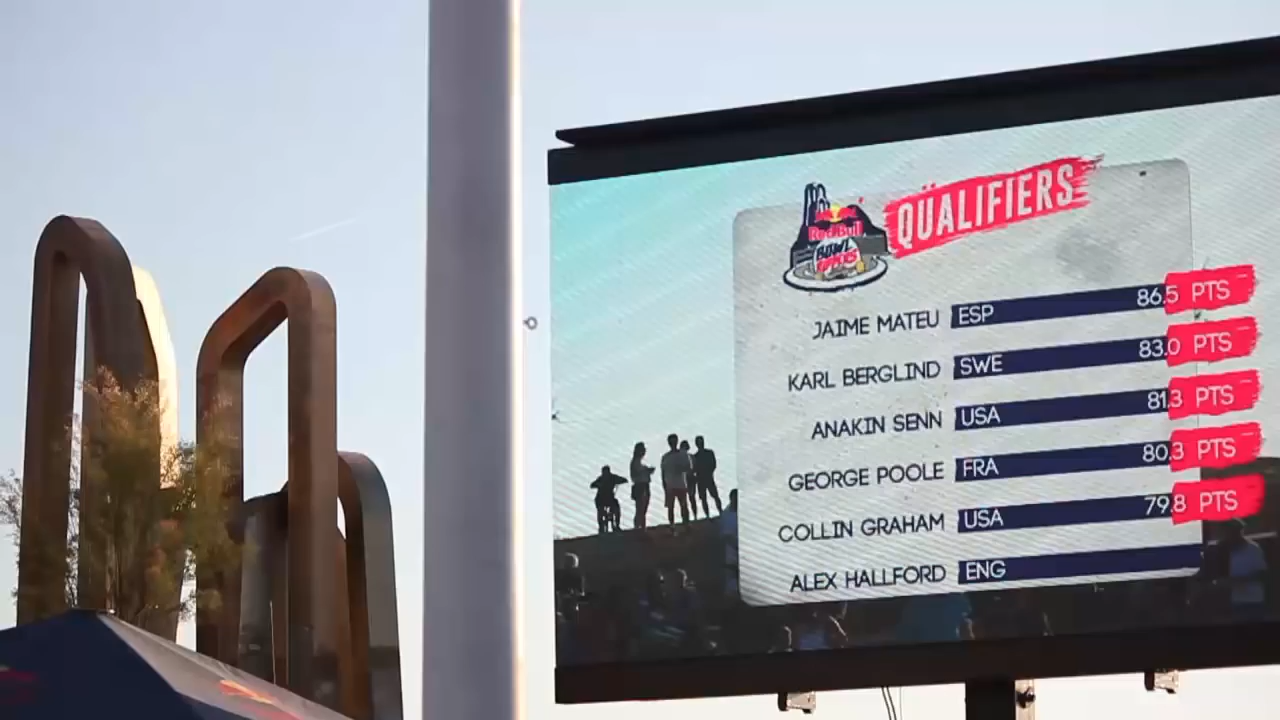 QUALIFIERS
Red Bull
BOWL
JAIME MATEU ESP 86.5 PTS
KARL BERGLIND SWE 83.0 PTS
ANAKIN SENN USA 81.3 PTS
GEORGE POOLE FRA 80.3 PTS
COLLIN GRAHAM USA 79.8 PTS
ALEX HALLFORD ENG